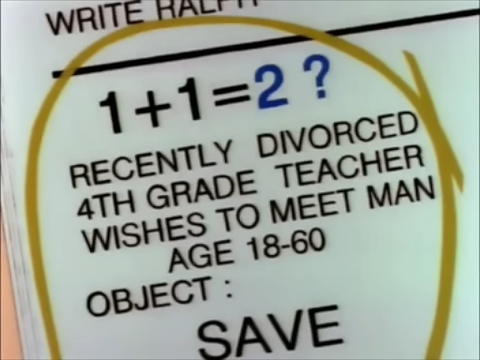 WRITE RALPH
1+1=2?
RECENTLY DIVORCED
4TH GRADE TEACHER
WISHES TO MEET MAN
AGE 18-60
OBJECT :
SAVE